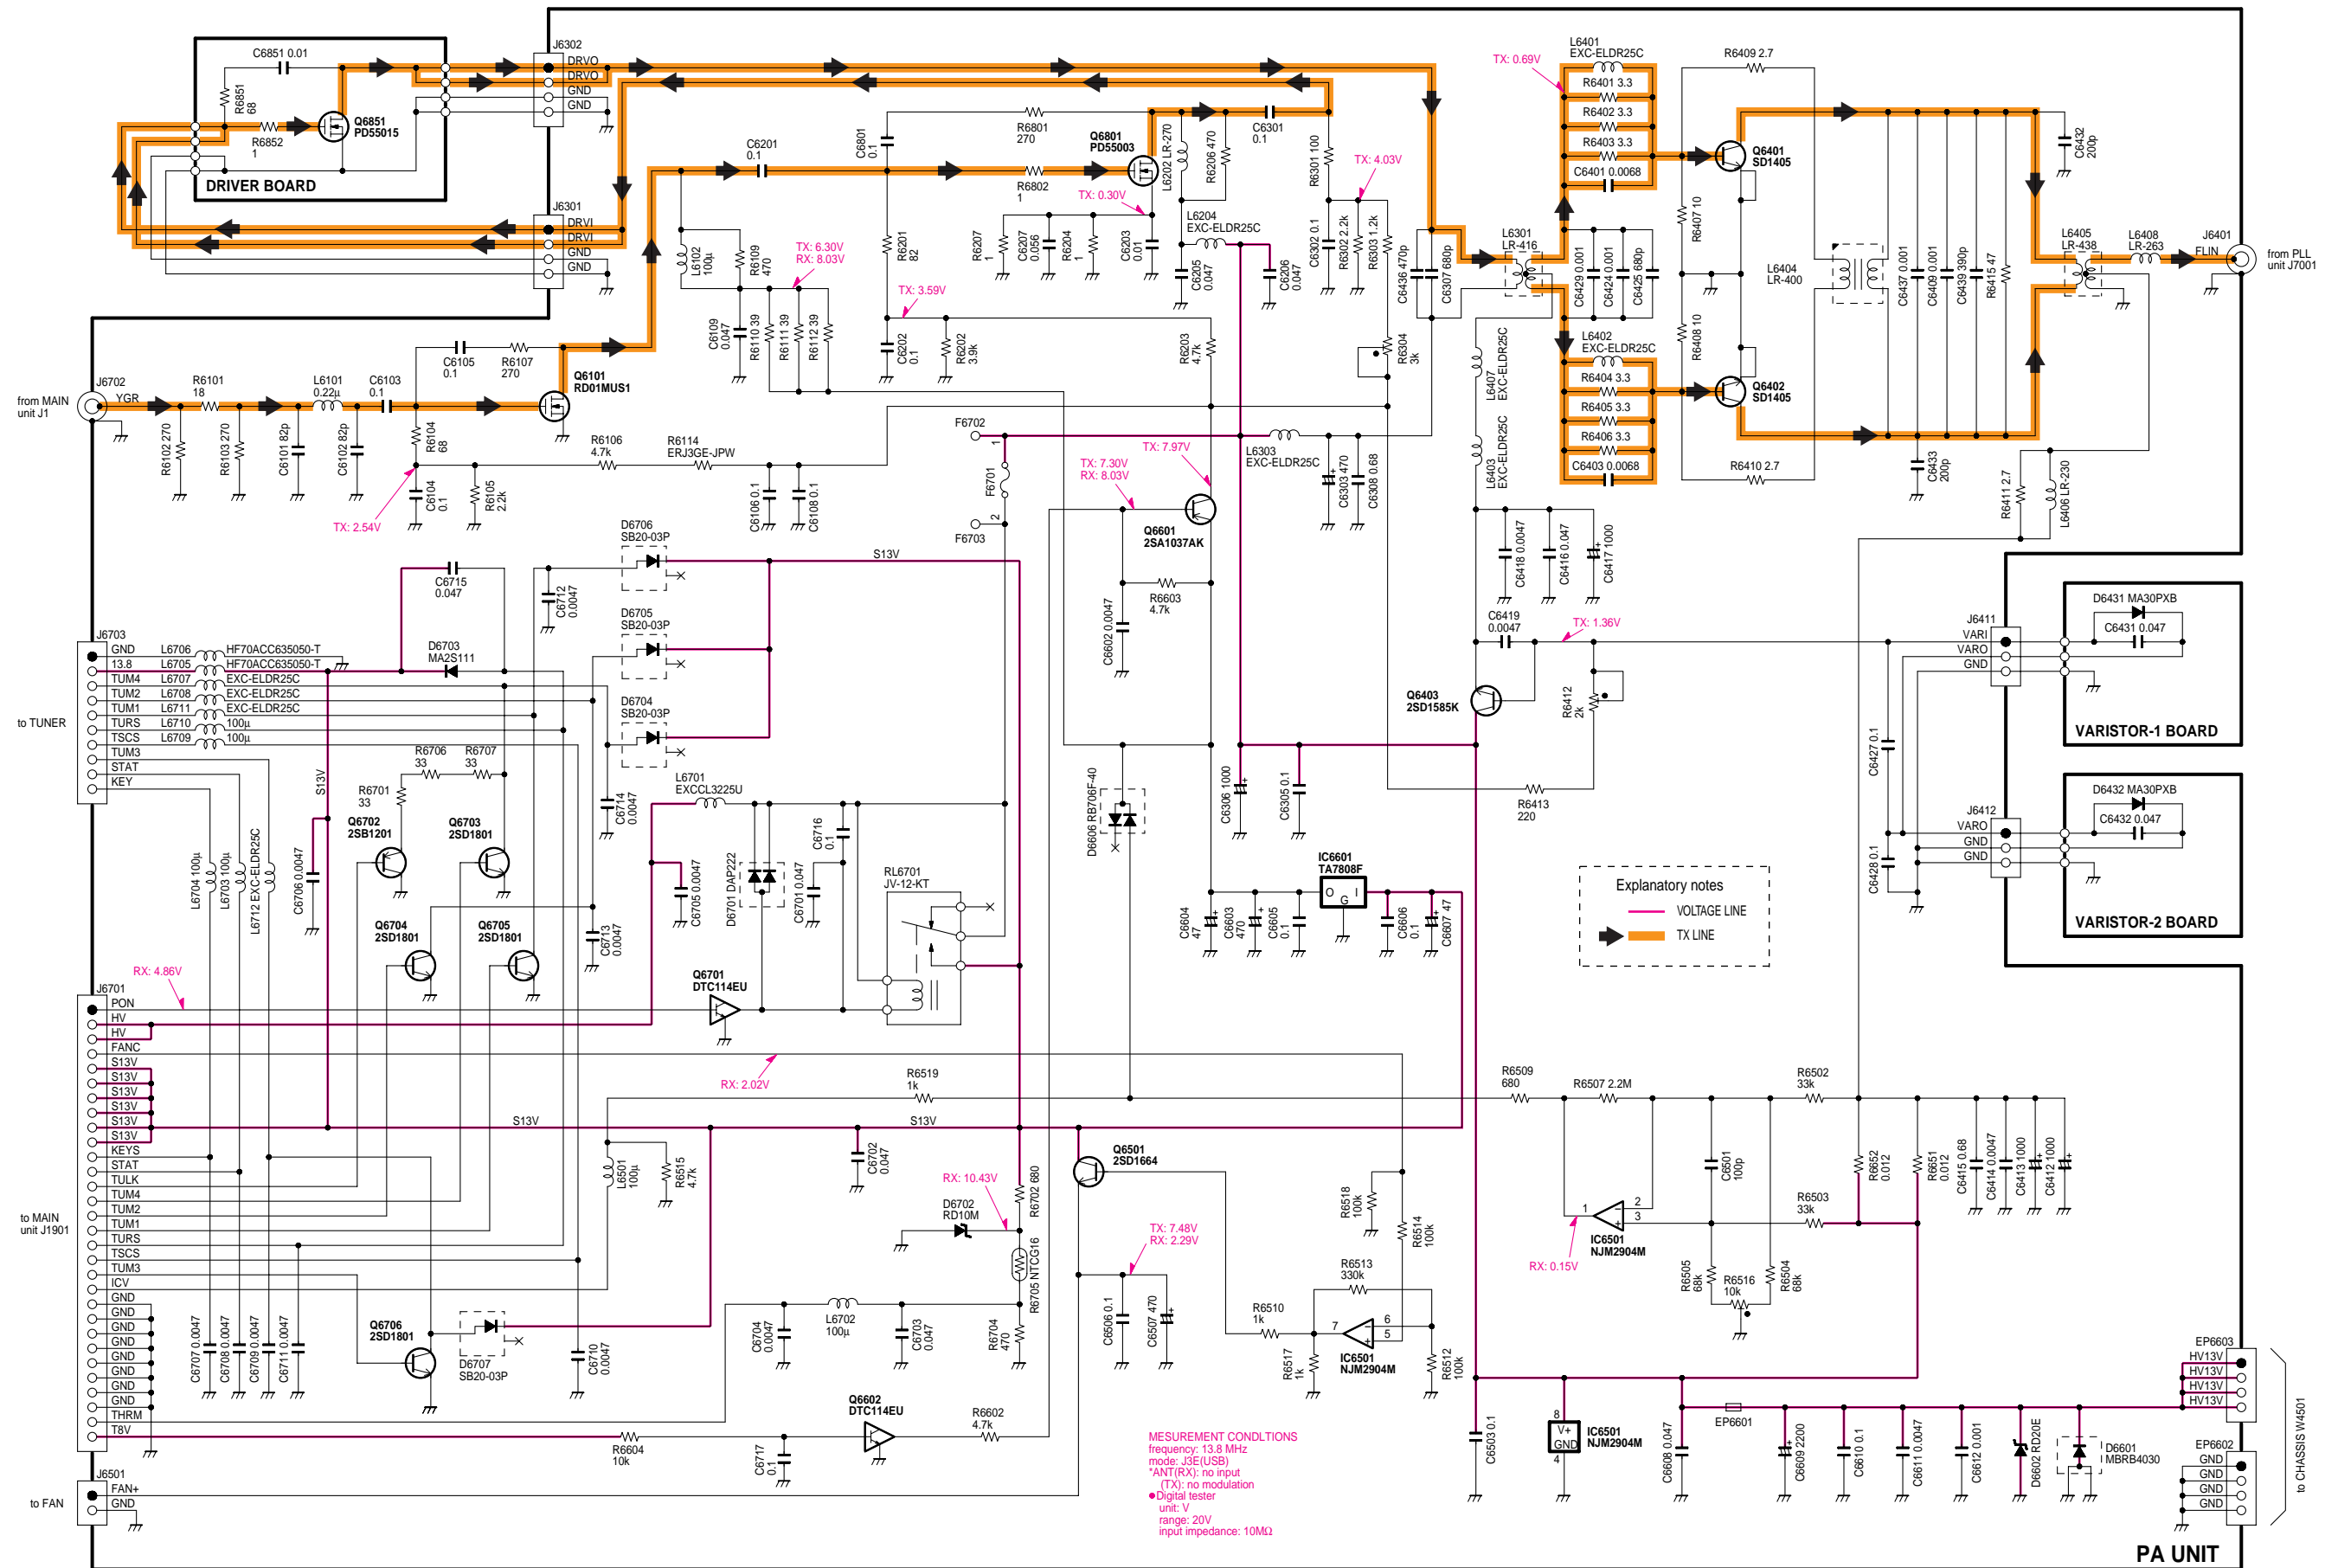 C6851 0.01
R6851
68
Q6851
PD55015
R6852
1
DRIVER BOARD
J6302
DRVO
DRVO
GND
GND
J6301
DRVI
DRVI
GND
GND
C6201
0.1
C6801
0.1
R6801
270
R6802
1
Q6801
PD55003
TX: 0.30V
L6202 LR-270
R6206 470
C6301
0.1
R6301 100
TX: 4.03V
TX: 0.69V
L6401
EXC-ELDR25C
R6401 3.3
R6402 3.3
R6403 3.3
C6401 0.0068
R6409 2.7
Q6401
SD1405
C6432
200p
L6102
100µ
R6109
470
TX: 6.30V
RX: 8.03V
R6201
82
R6207
1
C6207
0.056
R6204
1
C6203
0.01
L6204
EXC-ELDR25C
C6205
0.047
C6206
0.047
C6302 0.1
R6302 2.2k
R6303 1.2k
C6436 470p
C6307 680p
L6301
LR-416
C6429 0.001
C6424 0.001
C6425 680p
R6407 10
R6408 10
L6404
LR-400
C6437 0.001
C6409 0.001
C6439 390p
R6415 47
L6405
LR-438
L6408
LR-263
J6401
FLIN
from PLL
unit J7001
C6109
0.047
R6110 39
R6111 39
R6112 39
TX: 3.59V
C6202
0.1
R6202
3.9k
R6203
4.7k
R6304
3k
L6407
EXC-ELDR25C
L6403
EXC-ELDR25C
L6402
EXC-ELDR25C
R6404 3.3
R6405 3.3
R6406 3.3
C6403 0.0068
Q6402
SD1405
R6410 2.7
C6433
200p
R6411 2.7
L6406 LR-230
from MAIN
unit J1
J6702
YGR
R6101
18
L6101
0.22µ
C6103
0.1
C6105
0.1
R6107
270
Q6101
RD01MUS1
R6102 270
R6103 270
C6101 82p
C6102 82p
R6104
68
C6104
0.1
R6105
2.2k
TX: 2.54V
R6106
4.7k
R6114
ERJ3GE-JPW
C6106 0.1
C6108 0.1
F6702
1
F6701
2
F6703
L6303
EXC-ELDR25C
C6303 470
C6308 0.68
TX: 7.97V
TX: 7.30V
RX: 8.03V
Q6601
2SA1037AK
R6603
4.7k
C6602 0.0047
C6418 0.0047
C6416 0.047
C6417 1000
C6419
0.0047
TX: 1.36V
Q6403
2SD1585K
R6412
2k
R6413
220
D6706
SB20-03P
D6705
SB20-03P
D6704
SB20-03P
S13V
C6715
0.047
C6712
0.0047
D6703
MA2S111
to TUNER
J6703
GND
13.8
TUM4
TUM2
TUM1
TURS
TSCS
TUM3
STAT
KEY
L6706 HF70ACC635050-T
L6705 HF70ACC635050-T
L6707 EXC-ELDR25C
L6708 EXC-ELDR25C
L6711 EXC-ELDR25C
L6710 100µ
L6709 100µ
S13V
R6706
33
R6707
33
R6701
33
Q6702
2SB1201
Q6703
2SD1801
Q6704
2SD1801
Q6705
2SD1801
L6704 100µ
L6703 100µ
L6712 EXC-ELDR25C
C6706 0.0047
C6714
0.0047
C6713
0.0047
L6701
EXCCL3225U
C6705 0.0047
D6701 DAP222
C6701 0.047
C6716
0.1
RL6701
JV-12-KT
Q6701
DTC114EU
D6606 RB706F-40
C6306 1000
C6305 0.1
IC6601
TA7808F
O
I
G
C6604
47
C6603
470
C6605
0.1
C6606
0.1
C6607 47
Explanatory notes
VOLTAGE LINE
TX LINE
J6411
VARI
VARO
GND
D6431 MA30PXB
C6431 0.047
VARISTOR-1 BOARD
C6427 0.1
C6428 0.1
J6412
VARO
GND
GND
D6432 MA30PXB
C6432 0.047
VARISTOR-2 BOARD
RX: 4.86V
to MAIN
unit J1901
J6701
PON
HV
HV
FANC
S13V
S13V
S13V
S13V
S13V
S13V
KEYS
STAT
TULK
TUM4
TUM2
TUM1
TURS
TSCS
TUM3
ICV
GND
GND
GND
GND
GND
GND
GND
GND
THRM
T8V
RX: 2.02V
R6519
1k
S13V
S13V
L6501
100µ
R6515
4.7k
C6702
0.047
RX: 10.43V
D6702
RD10M
R6702 680
R6705 NTCG16
R6704
470
Q6501
2SD1664
TX: 7.48V
RX: 2.29V
C6506 0.1
C6507 470
R6518
100k
R6514
100k
R6513
330k
R6510
1k
R6517
1k
7
6
5
IC6501
NJM2904M
R6512
100k
R6509
680
R6507 2.2M
R6502
33k
C6501
100p
R6503
33k
1
2
3
IC6501
NJM2904M
RX: 0.15V
R6505
68k
R6516
10k
R6504
68k
R6652
0.012
R6651
0.012
C6415 0.68
C6414 0.0047
C6413 1000
C6412 1000
C6707 0.0047
C6708 0.0047
C6709 0.0047
C6711 0.0047
Q6706
2SD1801
D6707
SB20-03P
C6710
0.0047
C6704
0.0047
L6702
100µ
C6703
0.047
Q6602
DTC114EU
R6602
4.7k
R6604
10k
C6717
0.1
to FAN
J6501
FAN+
GND
MESUREMENT CONDLTIONS
frequency: 13.8 MHz
mode: J3E(USB)
*ANT(RX): no input
(TX): no modulation
●Digital tester
unit: V
range: 20V
input impedance: 10MΩ
C6503 0.1
8
V+
GND
4
IC6501
NJM2904M
C6608 0.047
EP6601
C6609 2200
C6610 0.1
C6611 0.0047
C6612 0.001
D6602 RD20E
D6601
MBRB4030
EP6603
HV13V
HV13V
HV13V
HV13V
EP6602
GND
GND
GND
GND
to CHASSIS W4501
PA UNIT